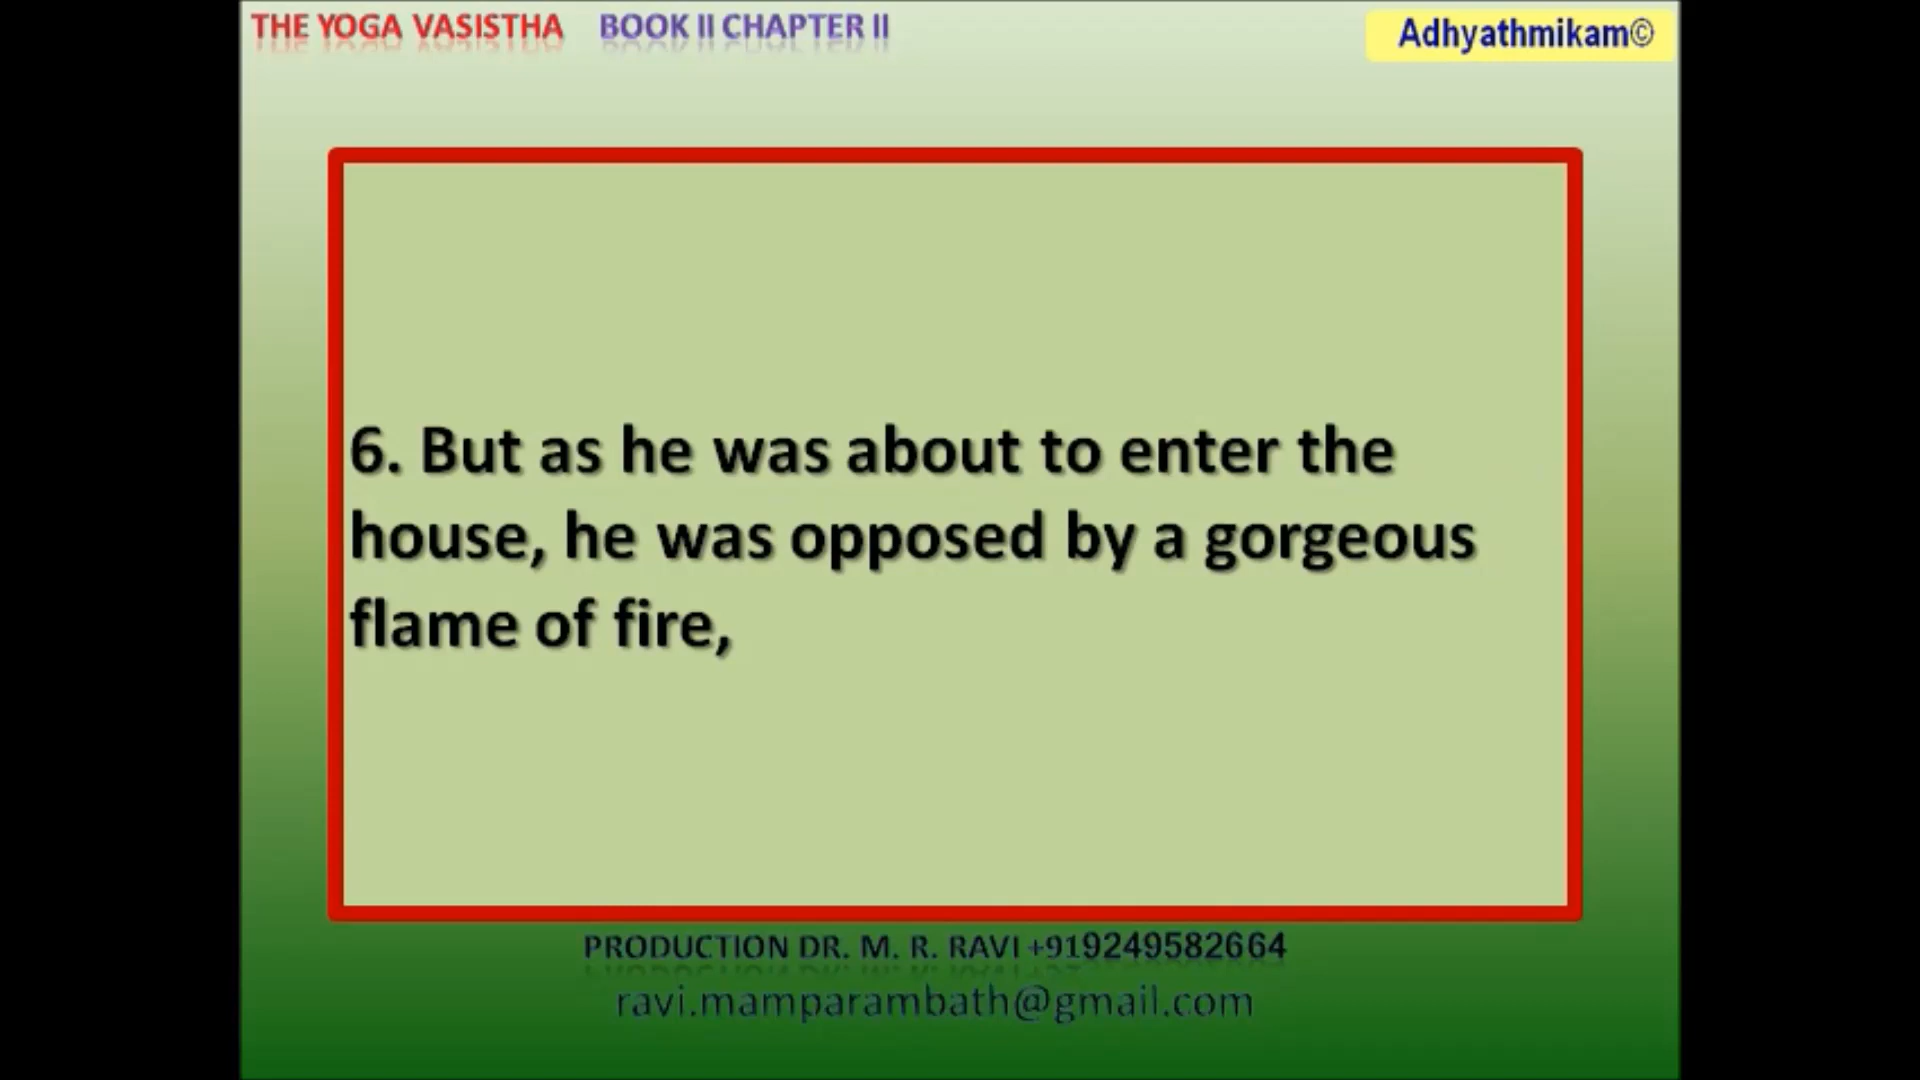 THE YOGA VASISTHA BOOK II CHAPTER II
Adhyathmikam©
6. But as he was about to enter the
house, he was opposed by a gorgeous
flame of fire,
PRODUCTION DR. M. R. RAVI +919249582664
ravi.mamparambath@gmail.com